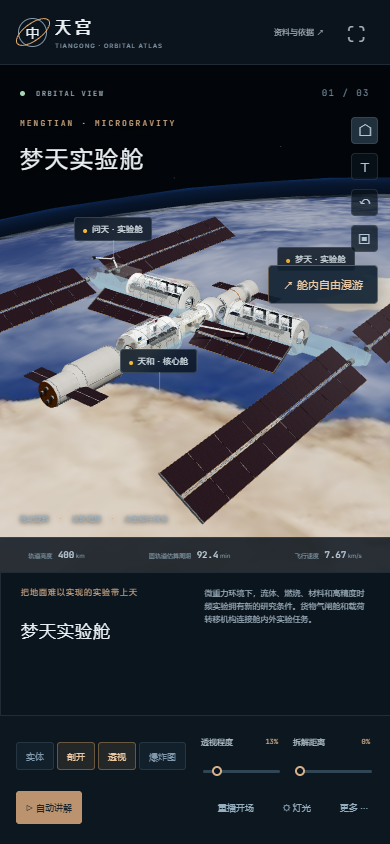 中 天宫
TIANGONG · ORBITAL ATLAS
资料与依据 ↗
ORBITAL VIEW
01 / 03
MENGTIAN · MICROGRAVITY
梦天实验舱
问天 · 实验舱
梦天 · 实验舱
↗ 舱内自由漫游
天和 · 核心舱
轨道高度 400 km
圆轨道估算周期 92.4 min
飞行速度 7.67 km/s
把地面难以实现的实验带上天
梦天实验舱
微重力环境下，流体、燃烧、材料和高精度时
频实验拥有新的研究条件。货物气闸舱和载荷
转移机构连接舱内外实验任务。
实体
剖开
透视
爆炸图
透视程度 13%
拆解距离 0%
▷ 自动讲解
重播开场
灯光
更多 ···